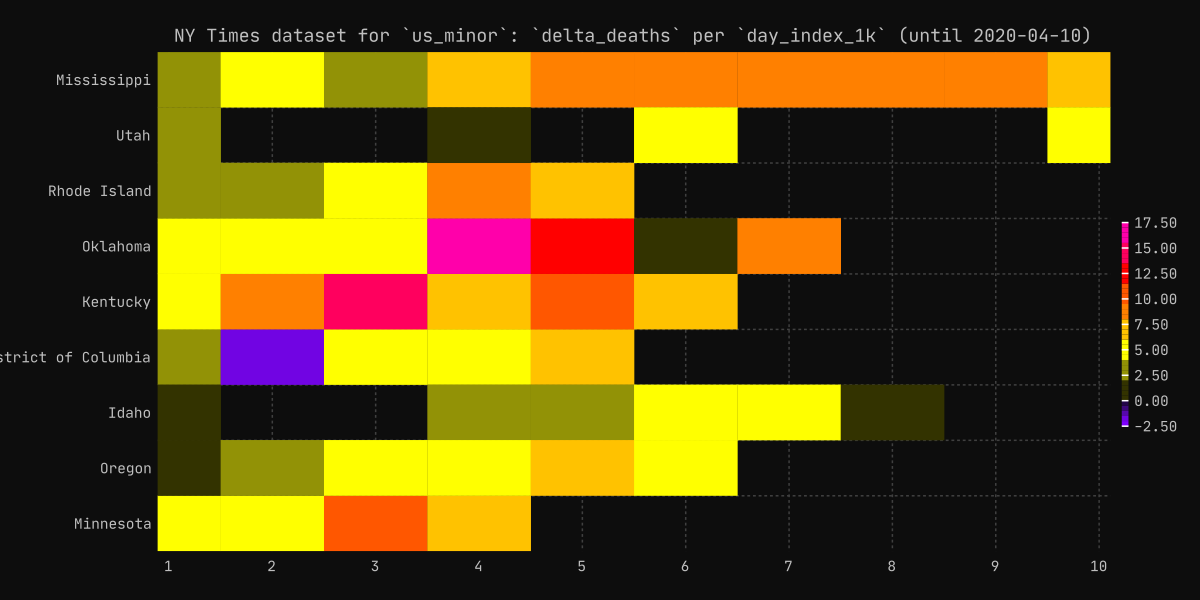 NY Times dataset for `us_minor`: `delta_deaths` per `day_index_1k` (until 2020-04-10)
Mississippi
Utah
Rhode Island
Oklahoma
Kentucky
strict of Columbia
Idaho
Oregon
Minnesota
1 2 3 4 5 6 7 8 9 10
17.50
15.00
12.50
10.00
7.50
5.00
2.50
0.00
−2.50